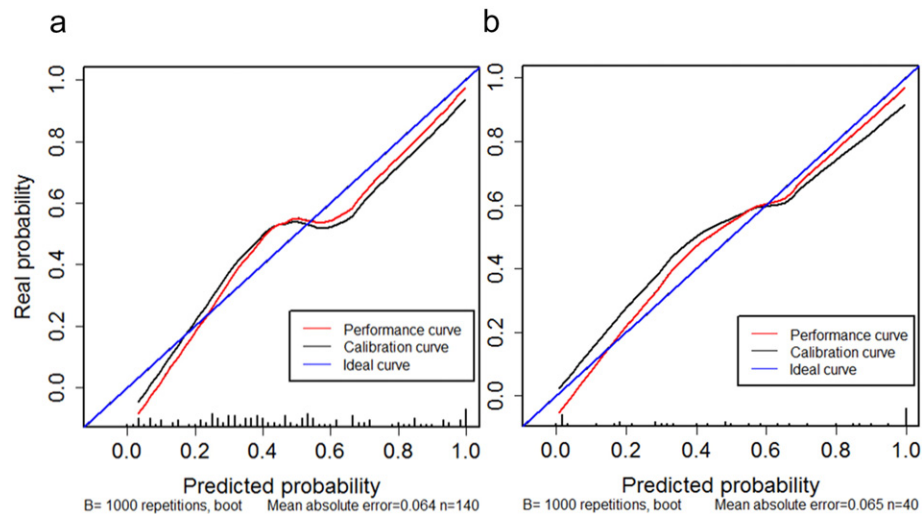 a
b
Real probability
1.0
0.8
0.6
0.4
0.2
0.0
Performance curve
Calibration curve
Ideal curve
0.0 0.2 0.4 0.6 0.8 1.0
Predicted probability
B= 1000 repetitions, boot Mean absolute error=0.064 n=140
1.0
0.8
0.6
0.4
0.2
0.0
Performance curve
Calibration curve
Ideal curve
0.0 0.2 0.4 0.6 0.8 1.0
Predicted probability
B= 1000 repetitions, boot Mean absolute error=0.065 n=40